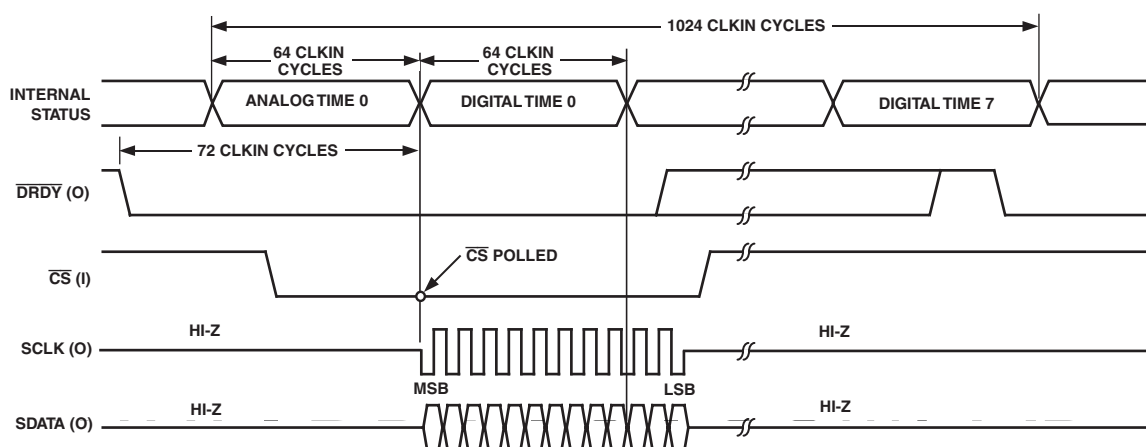 1024 CLKIN CYCLES
64 CLKIN
CYCLES
64 CLKIN
CYCLES
INTERNAL
STATUS
ANALOG TIME 0
DIGITAL TIME 0
DIGITAL TIME 7
72 CLKIN CYCLES
DRDY (O)
CS POLLED
CS (I)
HI-Z
HI-Z
SCLK (O)
MSB
LSB
HI-Z
HI-Z
SDATA (O)